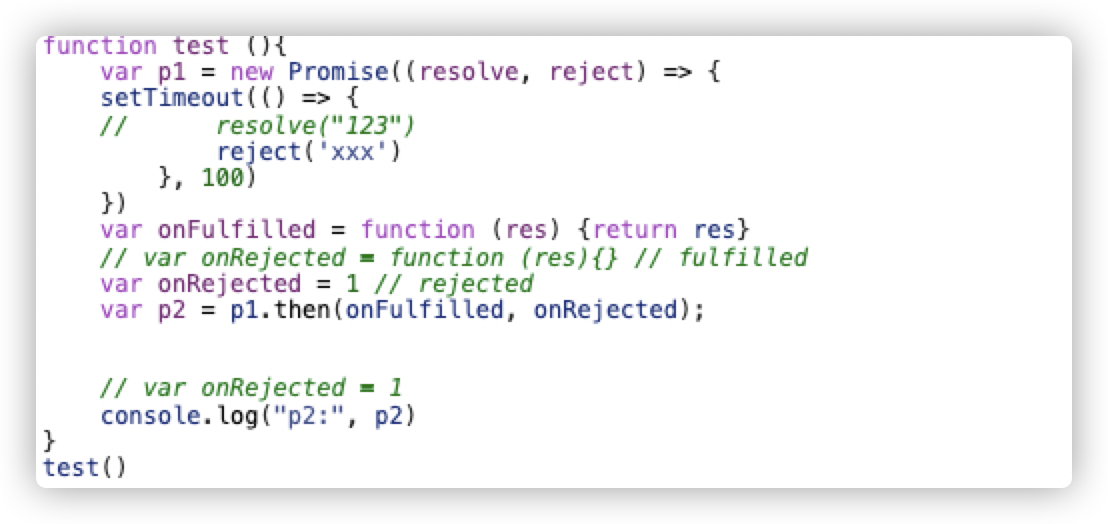 function test (){
    var p1 = new Promise((resolve, reject) => {
    setTimeout(() => {
    //      resolve("123")
            reject('xxx')
        }, 100)
    })
    var onFulfilled = function (res) {return res}
    // var onRejected = function (res){} // fulfilled
    var onRejected = 1 // rejected
    var p2 = p1.then(onFulfilled, onRejected);
    // var onRejected = 1
    console.log("p2:", p2)
}
test()